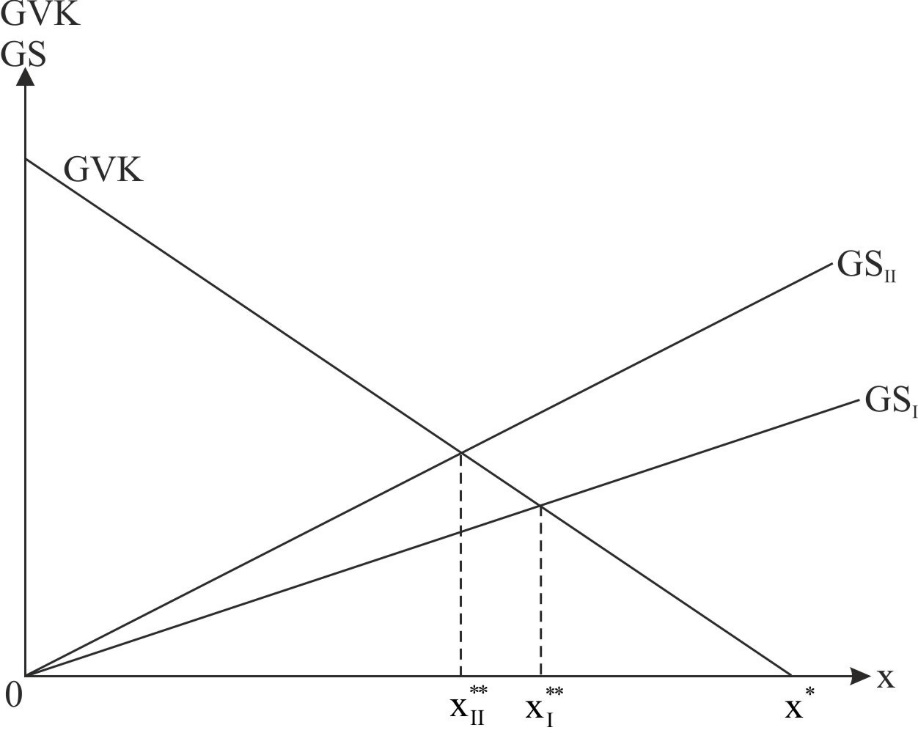 GVK
GS
GVK
GS_II
GS_I
0
x_II^**
x_I^**
x^*
x